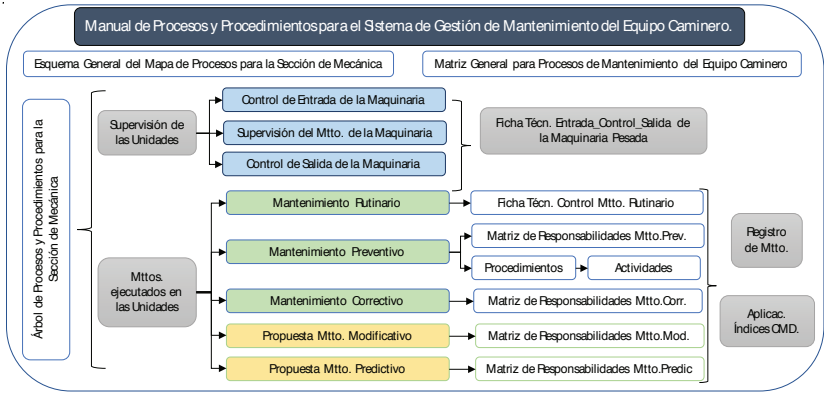 Manual de Procesos y Procedimientos para el Sistema de Gestión de Mantenimiento del Equipo Caminero.
Esquema General del Mapa de Procesos para la Sección de Mecánica
Matriz General para Procesos de Mantenimiento del Equipo Caminero
Árbol de Procesos y Procedimientos para la
Sección de Mecánica
Supervisión de
las Unidades
Control de Entrada de la Maquinaria
Supervisión del Mtto. de la Maquinaria
Control de Salida de la Maquinaria
Ficha Técn. Entrada_Control_Salida de
la Maquinaria Pesada
Mttos.
ejecutados en
las Unidades
Mantenimiento Rutinario
Ficha Técn. Control Mtto. Rutinario
Mantenimiento Preventivo
Matriz de Responsabilidades Mtto.Prev.
Procedimientos
Actividades
Mantenimiento Correctivo
Matriz de Responsabilidades Mtto.Corr.
Propuesta Mtto. Modificativo
Matriz de Responsabilidades Mtto.Mod.
Propuesta Mtto. Predictivo
Matriz de Responsabilidades Mtto.Predic
Registro
de Mtto.
Aplicac.
Índices CMD.